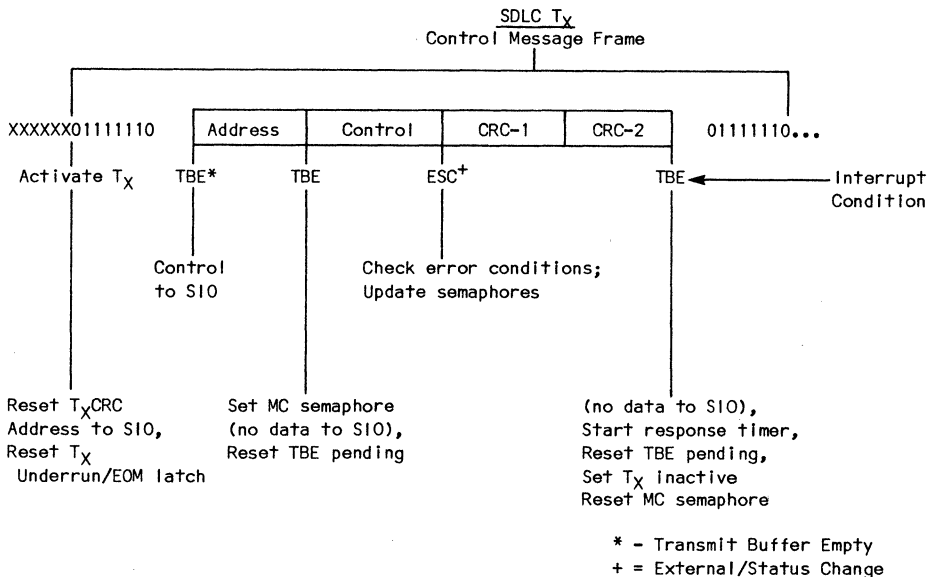 SDLC TX
Control Message Frame
XXXXXX01111110 Address Control CRC-1 CRC-2 01111110...
Activate TX TBE* TBE ESC+ TBE Interrupt
Condition
Control
to SIO
Check error conditions;
Update semaphores
Reset TXCRC
Address to SIO,
Reset TX
Underrun/EOM latch
Set MC semaphore
(no data to SIO),
Reset TBE pending
(no data to SIO),
Start response timer,
Reset TBE pending,
Set TX inactive
Reset MC semaphore
* - Transmit Buffer Empty
+ = External/Status Change